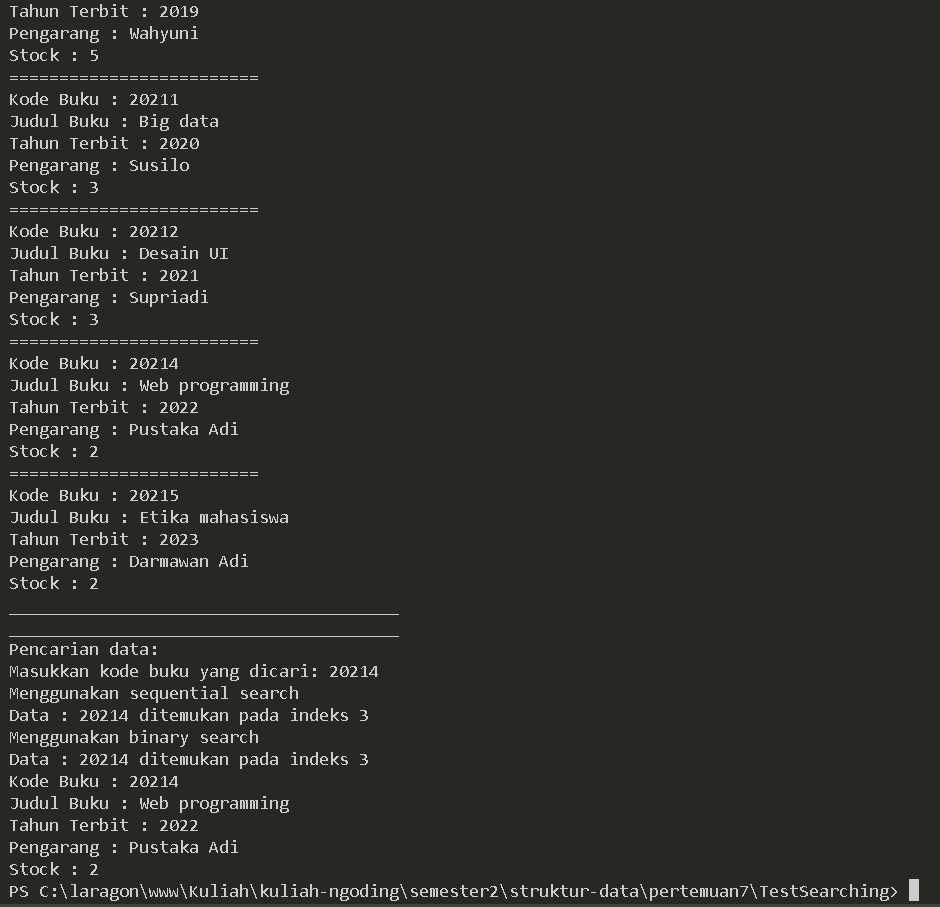 Tahun Terbit : 2019
Pengarang : Wahyuni
Stock : 5
=========================
Kode Buku : 20211
Judul Buku : Big data
Tahun Terbit : 2020
Pengarang : Susilo
Stock : 3
=========================
Kode Buku : 20212
Judul Buku : Desain UI
Tahun Terbit : 2021
Pengarang : Supriadi
Stock : 3
=========================
Kode Buku : 20214
Judul Buku : Web programming
Tahun Terbit : 2022
Pengarang : Pustaka Adi
Stock : 2
=========================
Kode Buku : 20215
Judul Buku : Etika mahasiswa
Tahun Terbit : 2023
Pengarang : Darmawan Adi
Stock : 2
_______________________________________
_______________________________________
Pencarian data:
Masukkan kode buku yang dicari: 20214
Menggunakan sequential search
Data : 20214 ditemukan pada indeks 3
Menggunakan binary search
Data : 20214 ditemukan pada indeks 3
Kode Buku : 20214
Judul Buku : Web programming
Tahun Terbit : 2022
Pengarang : Pustaka Adi
Stock : 2
PS C:\laragon\www\Kuliah\kuliah-ngoding\semester2\struktur-data\pertemuan7\TestSearching>